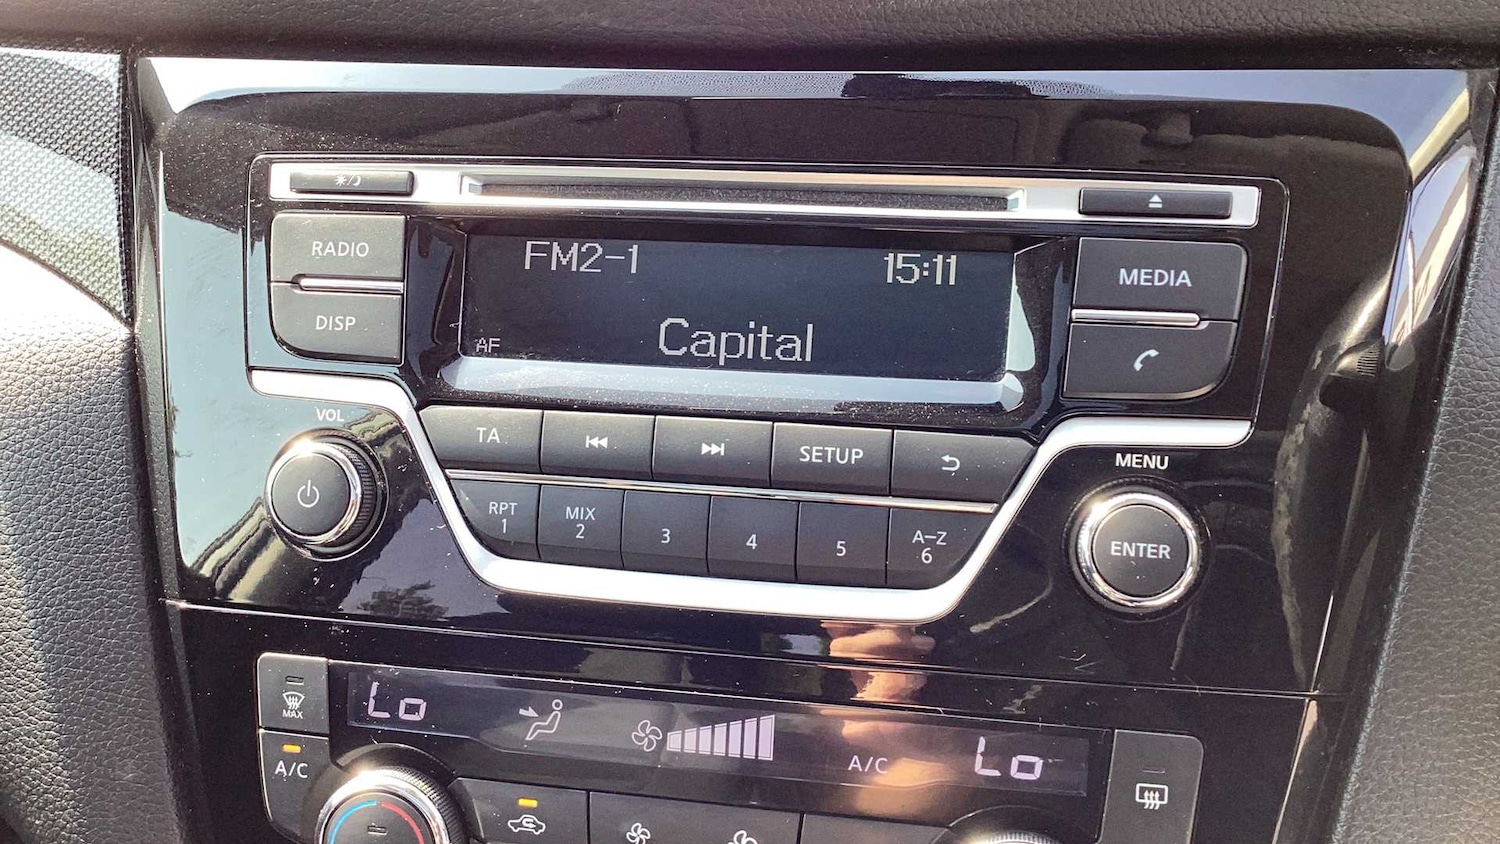 FM2-1
15:11
Capital
AF
RADIO
DISP
MEDIA
VOL
TA
SETUP
MENU
RPT
1
MIX
2
3
4
5
A-Z
6
ENTER
MAX
A/C
Lo
A/C
Lo